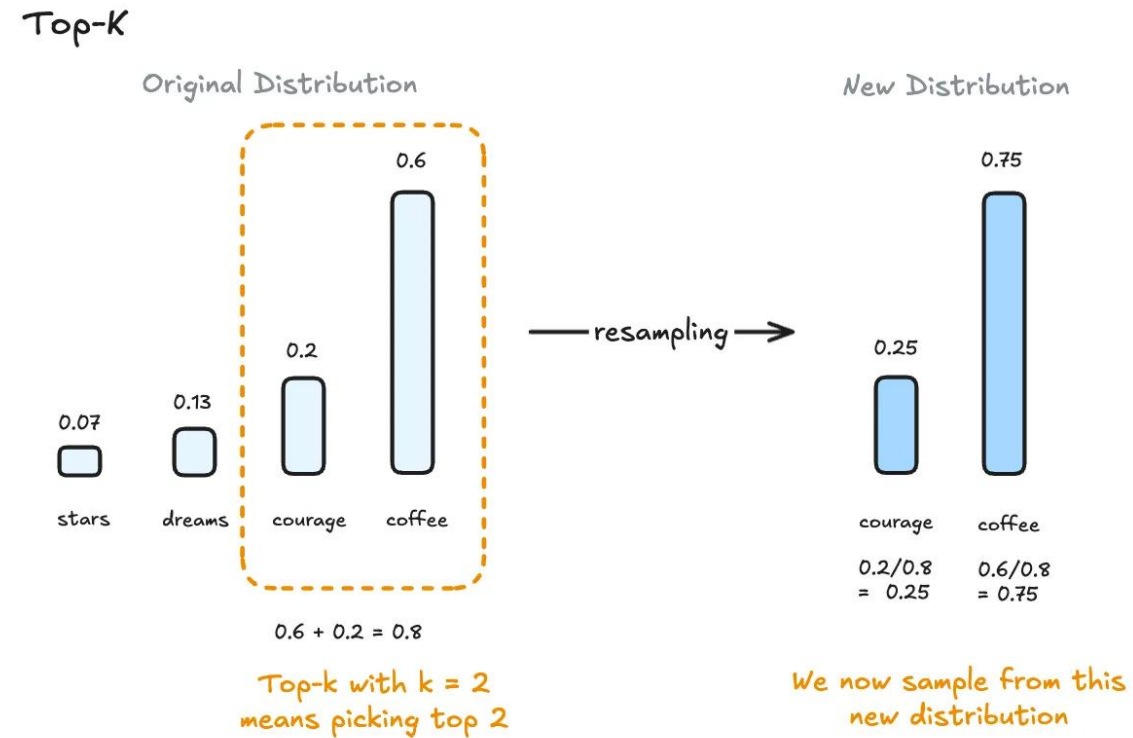 Top-K
Original Distribution
New Distribution
0.6
0.75
0.2
0.25
0.13
0.07
resampling
stars
dreams
courage
coffee
courage
coffee
0.2/0.8
= 0.25
0.6/0.8
= 0.75
0.6 + 0.2 = 0.8
Top-k with k = 2
means picking top 2
We now sample from this
new distribution